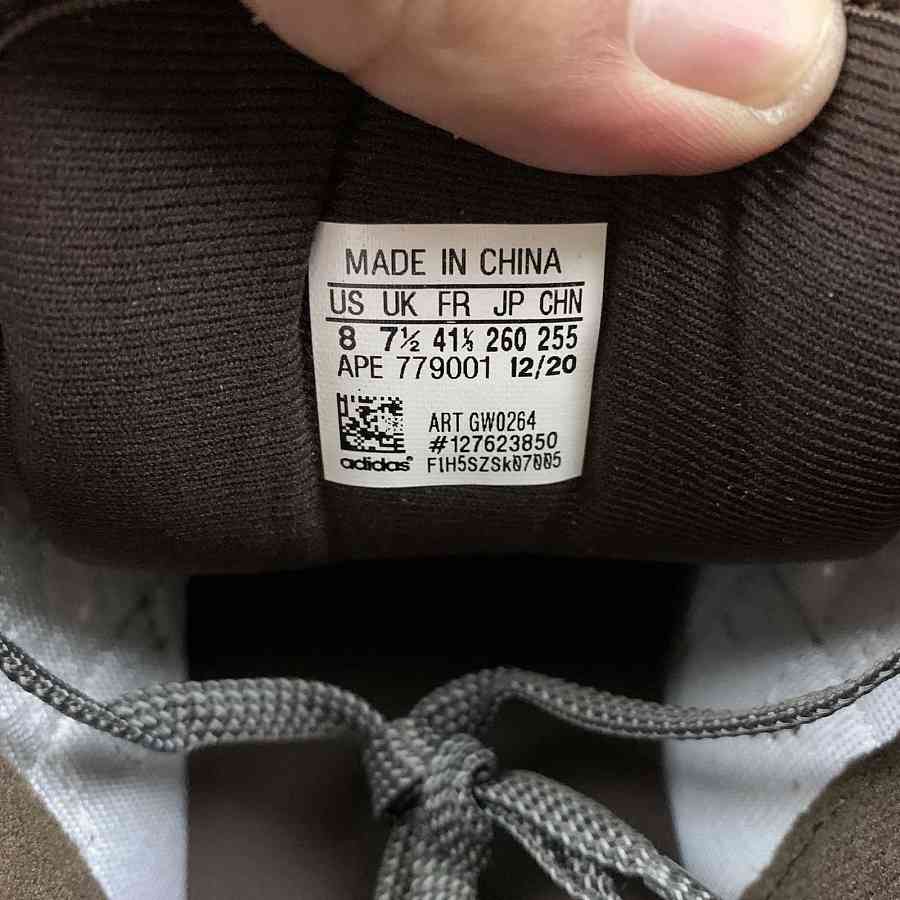 MADE IN CHINA
US UK FR JP CHN
8 7½ 41⅓ 260 255
APE 779001 12/20
ART GW0264
#127623850
adidas® F1H5SZSk07005